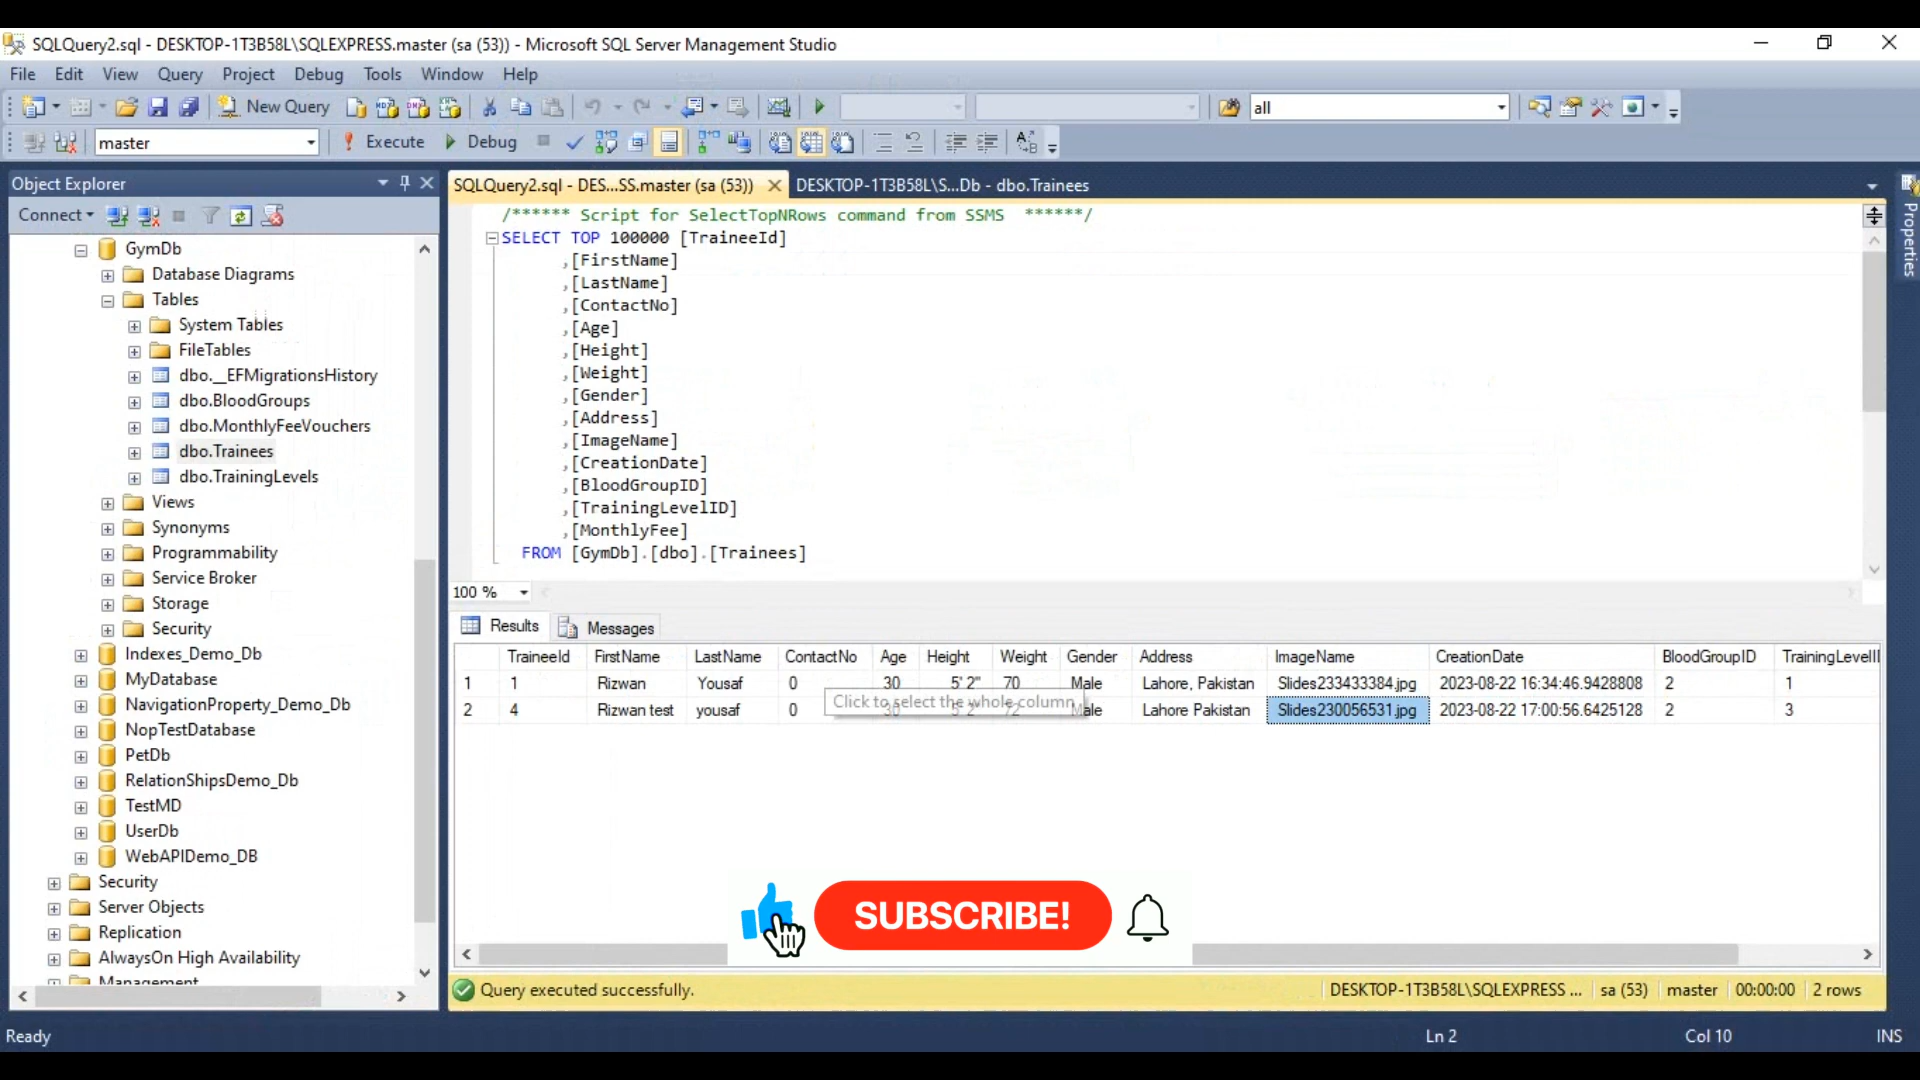 SQLQuery2.sql - DESKTOP-1T3B58L\SQLEXPRESS.master (sa (53)) - Microsoft SQL Server Management Studio
File Edit View Query Project Debug Tools Window Help
New Query all
master Execute Debug
Object Explorer
Connect
GymDb
Database Diagrams
Tables
System Tables
FileTables
dbo.__EFMigrationsHistory
dbo.BloodGroups
dbo.MonthlyFeeVouchers
dbo.Trainees
dbo.TrainingLevels
Views
Synonyms
Programmability
Service Broker
Storage
Security
Indexes_Demo_Db
MyDatabase
NavigationProperty_Demo_Db
NopTestDatabase
PetDb
RelationShipsDemo_Db
TestMD
UserDb
WebAPIDemo_DB
Security
Server Objects
Replication
AlwaysOn High Availability
Management
SQLQuery2.sql - DES...SS.master (sa (53)) DESKTOP-1T3B58L\S...Db - dbo.Trainees
Properties
/****** Script for SelectTopNRows command from SSMS ******/
SELECT TOP 100000 [TraineeId]
,[FirstName]
,[LastName]
,[ContactNo]
,[Age]
,[Height]
,[Weight]
,[Gender]
,[Address]
,[ImageName]
,[CreationDate]
,[BloodGroupID]
,[TrainingLevelID]
,[MonthlyFee]
FROM [GymDb].[dbo].[Trainees]
100 %
Results Messages
TraineeId FirstName LastName ContactNo Age Height Weight Gender Address ImageName CreationDate BloodGroupID TrainingLevelI
1 1 Rizwan Yousaf 0 30 5' 2" 70 Male Lahore, Pakistan Slides233433384.jpg 2023-08-22 16:34:46.9428808 2 1
Click to select the whole column
2 4 Rizwan test yousaf 0 30 5' 2" 72 Male Lahore Pakistan Slides230056531.jpg 2023-08-22 17:00:56.6425128 2 3
SUBSCRIBE!
Query executed successfully. DESKTOP-1T3B58L\SQLEXPRESS ... sa (53) master 00:00:00 2 rows
Ready Ln 2 Col 10 INS